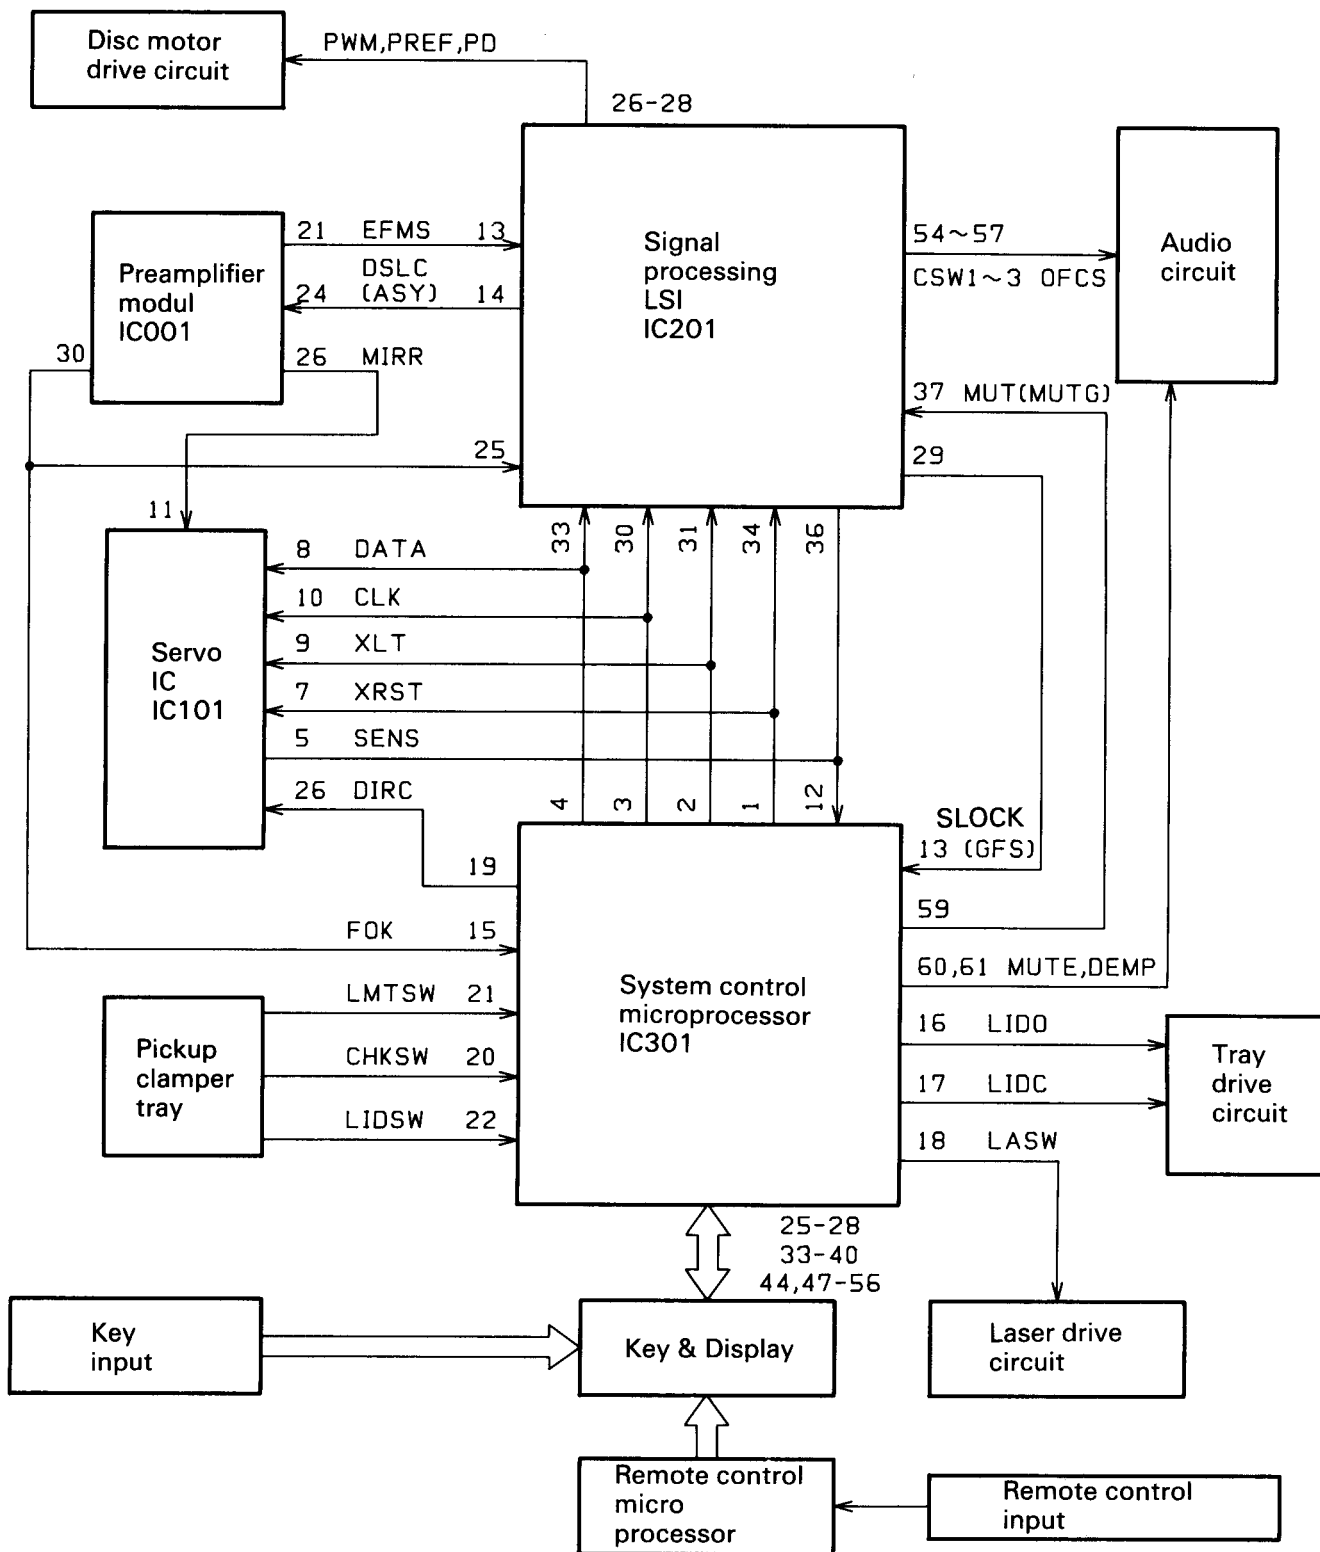 Disc motor
drive circuit
PWM,PREF,PD
26-28
Preamplifier
modul
IC001
21 EFMS 13
DSLC
24 (ASY) 14
30
26 MIRR
25
11
Signal
processing
LSI
IC201
54~57
CSW1~3 OFCS
Audio
circuit
37 MUT(MUTG)
29
33
30
31
34
36
Servo
IC
IC101
8 DATA
10 CLK
9 XLT
7 XRST
5 SENS
26 DIRC
4
3
2
1
12
SLOCK
13 (GFS)
19
59
FOK 15
60,61 MUTE,DEMP
System control
microprocessor
IC301
Pickup
clamper
tray
LMTSW 21
CHKSW 20
LIDSW 22
16 LIDO
17 LIDC
18 LASW
Tray
drive
circuit
25-28
33-40
44,47-56
Key
input
Key & Display
Laser drive
circuit
Remote control
micro
processor
Remote control
input